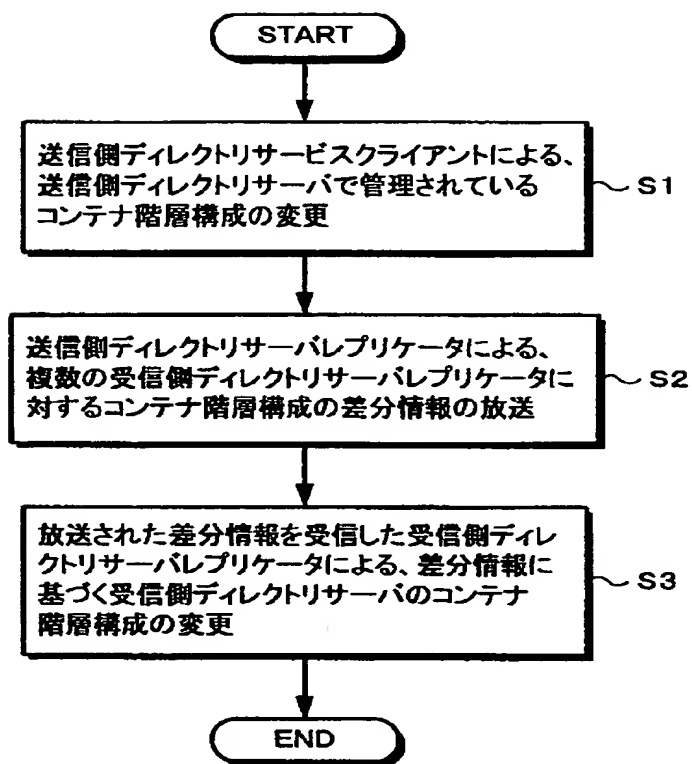 START
送信側ディレクトリサービスクライアントによる、
送信側ディレクトリサーバで管理されている
コンテナ階層構成の変更
S1
送信側ディレクトリサーバレプリケータによる、
複数の受信側ディレクトリサーバレプリケータに
対するコンテナ階層構成の差分情報の放送
S2
放送された差分情報を受信した受信側ディレ
クトリサーバレプリケータによる、差分情報に
基づく受信側ディレクトリサーバのコンテナ
階層構成の変更
S3
END